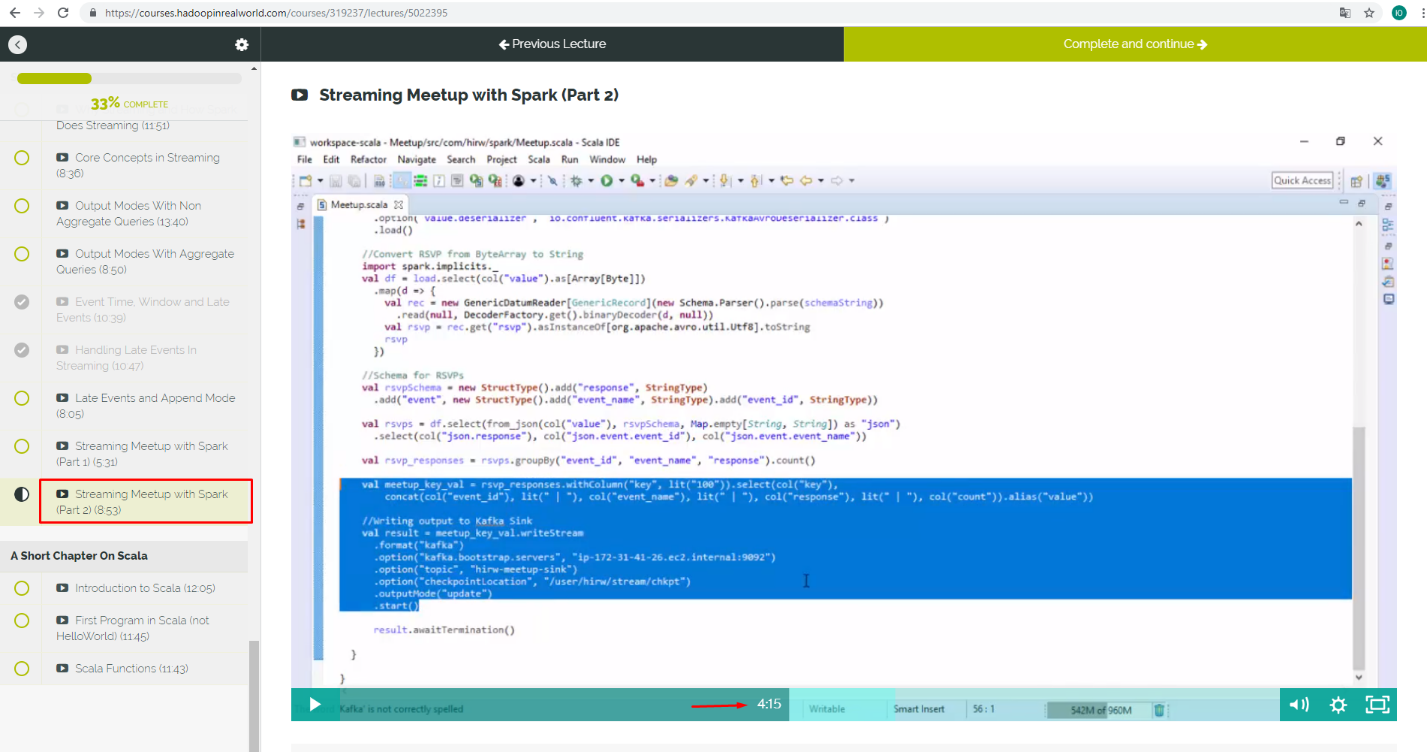 https://courses.hadoopinrealworld.com/courses/319237/lectures/5022395
Ю
Previous Lecture
Complete and continue
33% COMPLETE
Does Streaming (11:51)
Core Concepts in Streaming
(8:36)
Output Modes With Non
Aggregate Queries (13:40)
Output Modes With Aggregate
Queries (8:50)
Event Time, Window and Late
Events (10:39)
Handling Late Events In
Streaming (10:47)
Late Events and Append Mode
(8:05)
Streaming Meetup with Spark
(Part 1) (5:31)
Streaming Meetup with Spark
(Part 2) (8:53)
A Short Chapter On Scala
Introduction to Scala (12:05)
First Program in Scala (not
HelloWorld) (11:45)
Scala Functions (11:43)
Streaming Meetup with Spark (Part 2)
workspace-scala - Meetup/src/com/hirw/spark/Meetup.scala - Scala IDE
File Edit Refactor Navigate Search Project Scala Run Window Help
Quick Access
Meetup.scala
.option("value.deserializer", "io.confluent.kafka.serializers.KafkaAvroDeserializer.class")
.load()
//Convert RSVP from ByteArray to String
import spark.implicits._
val df = load.select(col("value").as[Array[Byte]])
.map(d => {
val rec = new GenericDatumReader[GenericRecord](new Schema.Parser().parse(schemaString))
.read(null, DecoderFactory.get().binaryDecoder(d, null))
val rsvp = rec.get("rsvp").asInstanceOf[org.apache.avro.util.Utf8].toString
rsvp
})
//Schema for RSVPs
val rsvpSchema = new StructType().add("response", StringType)
.add("event", new StructType().add("event_name", StringType).add("event_id", StringType))
val rsvps = df.select(from_json(col("value"), rsvpSchema, Map.empty[String, String]) as "json")
.select(col("json.response"), col("json.event.event_id"), col("json.event.event_name"))
val rsvp_responses = rsvps.groupBy("event_id", "event_name", "response").count()
val meetup_key_val = rsvp_responses.withColumn("key", lit("100")).select(col("key"),
concat(col("event_id"), lit(" | "), col("event_name"), lit(" | "), col("response"), lit(" | "), col("count")).alias("value"))
//Writing output to Kafka Sink
val result = meetup_key_val.writeStream
.format("kafka")
.option("kafka.bootstrap.servers", "ip-172-31-41-26.ec2.internal:9092")
.option("topic", "hirw-meetup-sink")
.option("checkpointLocation", "/user/hirw/stream/chkpt")
.outputMode("update")
.start()
result.awaitTermination()
}
}
'Kafka' is not correctly spelled
4:15
Writable
Smart Insert
56 : 1
542M of 960M